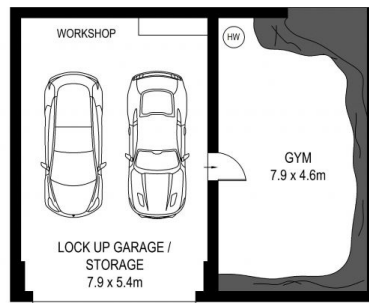 WORKSHOP
HW
GYM
7.9 x 4.6m
LOCK UP GARAGE /
STORAGE
7.9 x 5.4m